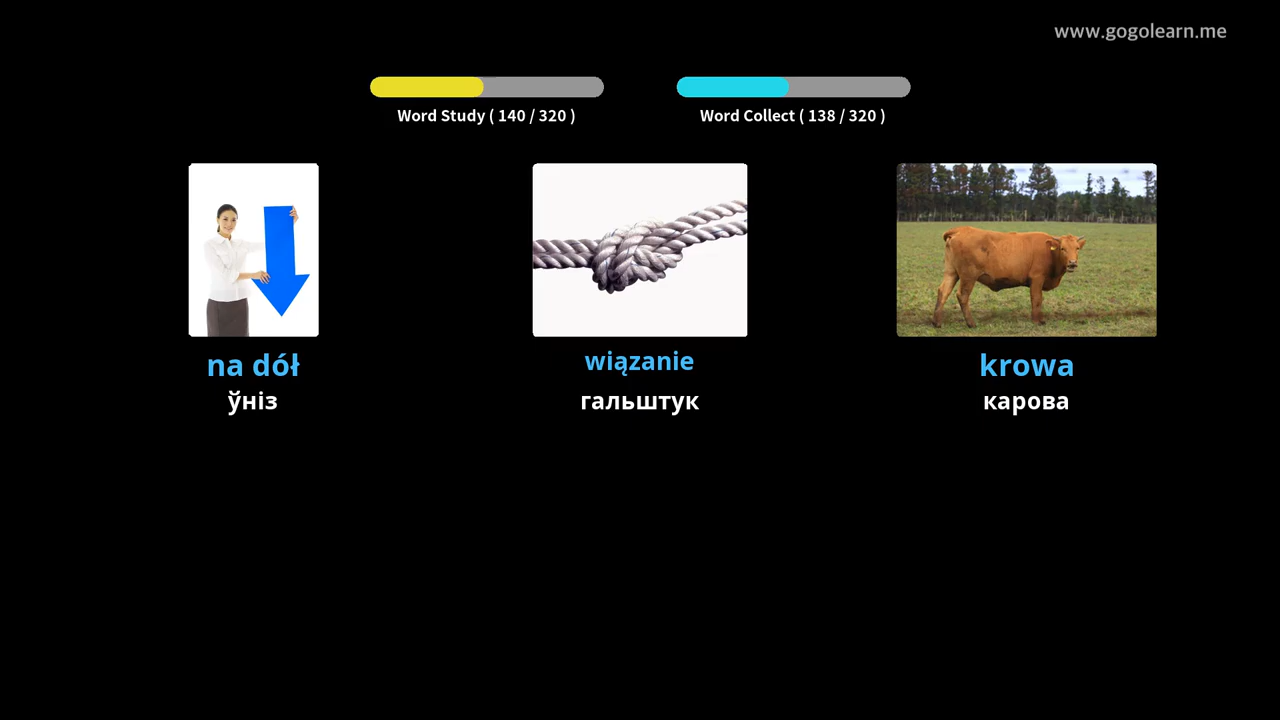 www.gogolearn.me
Word Study ( 140 / 320 )
Word Collect ( 138 / 320 )
na dół
wiązanie
krowa
ўніз
гальштук
карова